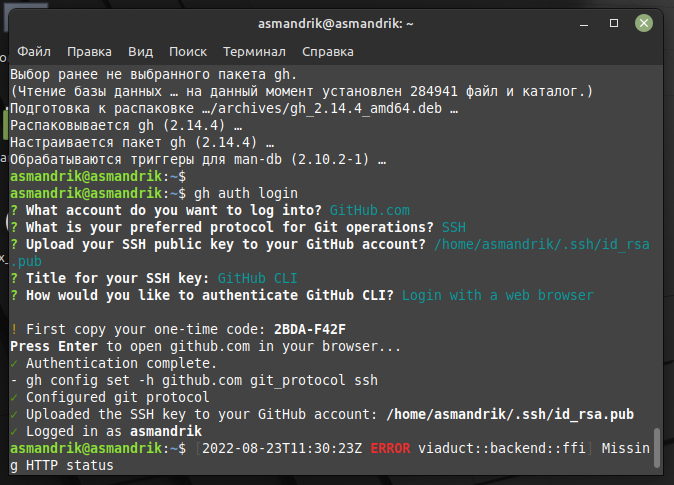 asmandrik@asmandrik: ~
Файл Правка Вид Поиск Терминал Справка
Выбор ранее не выбранного пакета gh.
(Чтение базы данных … на данный момент установлен 284941 файл и каталог.)
Подготовка к распаковке …/archives/gh_2.14.4_amd64.deb …
Распаковывается gh (2.14.4) …
Настраивается пакет gh (2.14.4) …
Обрабатываются триггеры для man-db (2.10.2-1) …
asmandrik@asmandrik:~$
asmandrik@asmandrik:~$ gh auth login
? What account do you want to log into? GitHub.com
? What is your preferred protocol for Git operations? SSH
? Upload your SSH public key to your GitHub account? /home/asmandrik/.ssh/id_rsa
.pub
? Title for your SSH key: GitHub CLI
? How would you like to authenticate GitHub CLI? Login with a web browser
! First copy your one-time code: 2BDA-F42F
Press Enter to open github.com in your browser...
✓ Authentication complete.
- gh config set -h github.com git_protocol ssh
✓ Configured git protocol
✓ Uploaded the SSH key to your GitHub account: /home/asmandrik/.ssh/id_rsa.pub
✓ Logged in as asmandrik
asmandrik@asmandrik:~$ [2022-08-23T11:30:23Z ERROR viaduct::backend::ffi] Missin
g HTTP status